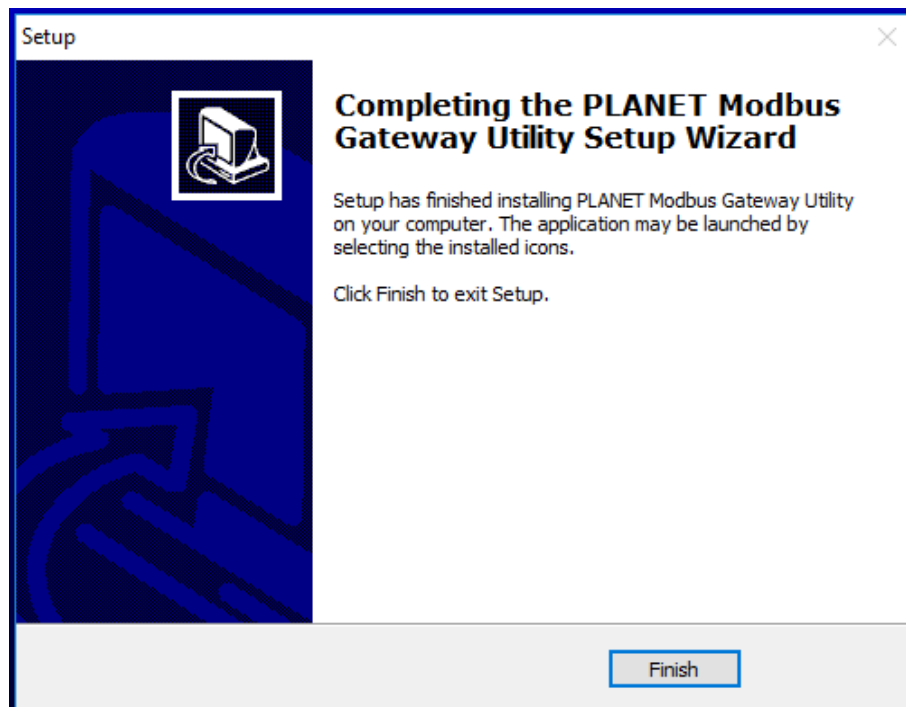 Setup
Completing the PLANET Modbus
Gateway Utility Setup Wizard
Setup has finished installing PLANET Modbus Gateway Utility
on your computer. The application may be launched by
selecting the installed icons.
Click Finish to exit Setup.
Finish